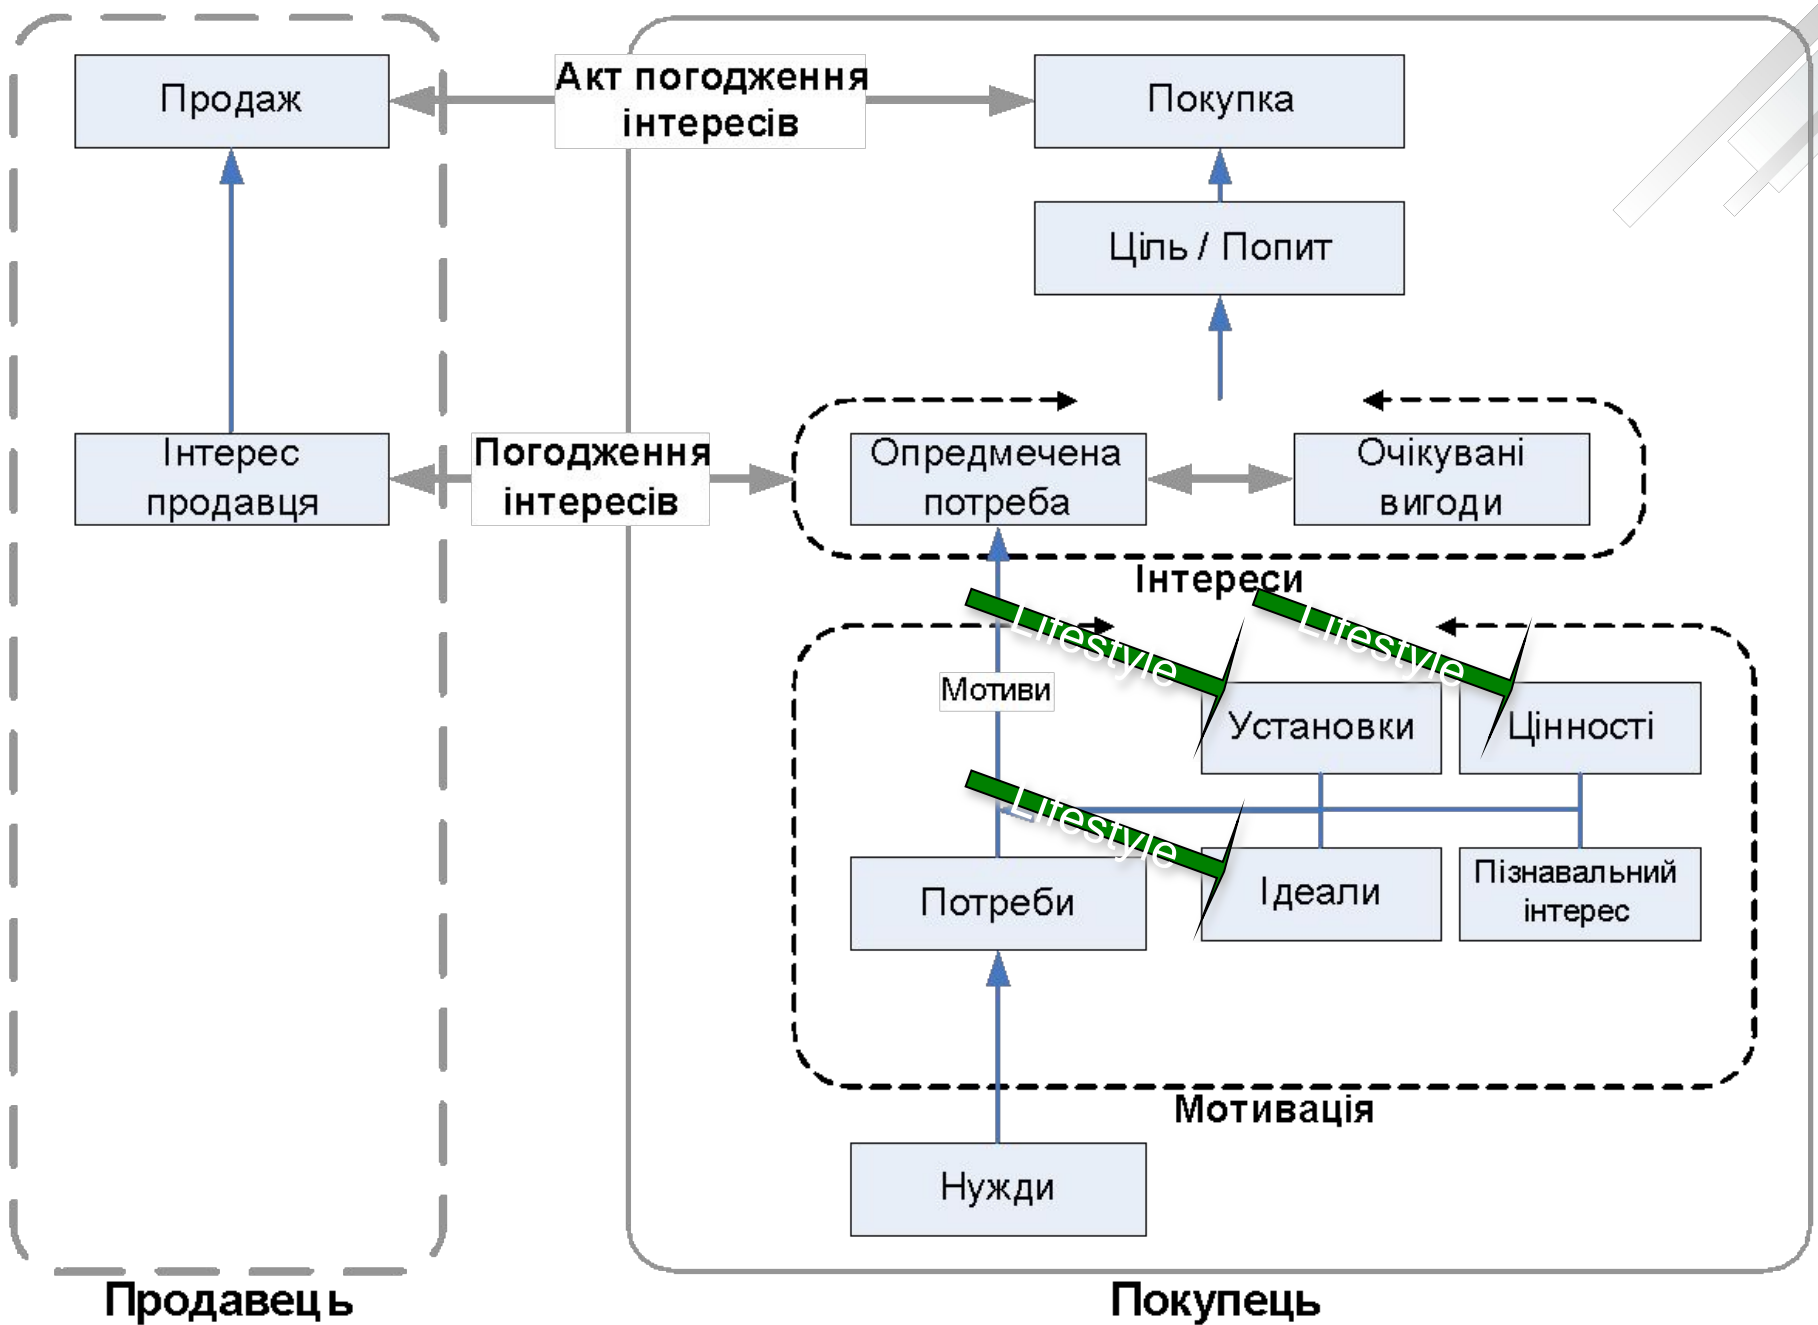 Продаж
Акт погодження
інтересів
Покупка
Ціль / Попит
Інтерес
продавця
Погодження
інтересів
Опредмечена
потреба
Очікувані
вигоди
Інтереси
Lifestyle
Lifestyle
Мотиви
Установки
Цінності
Lifestyle
Потреби
Ідеали
Пізнавальний
інтерес
Мотивація
Нужди
Продавець
Покупець